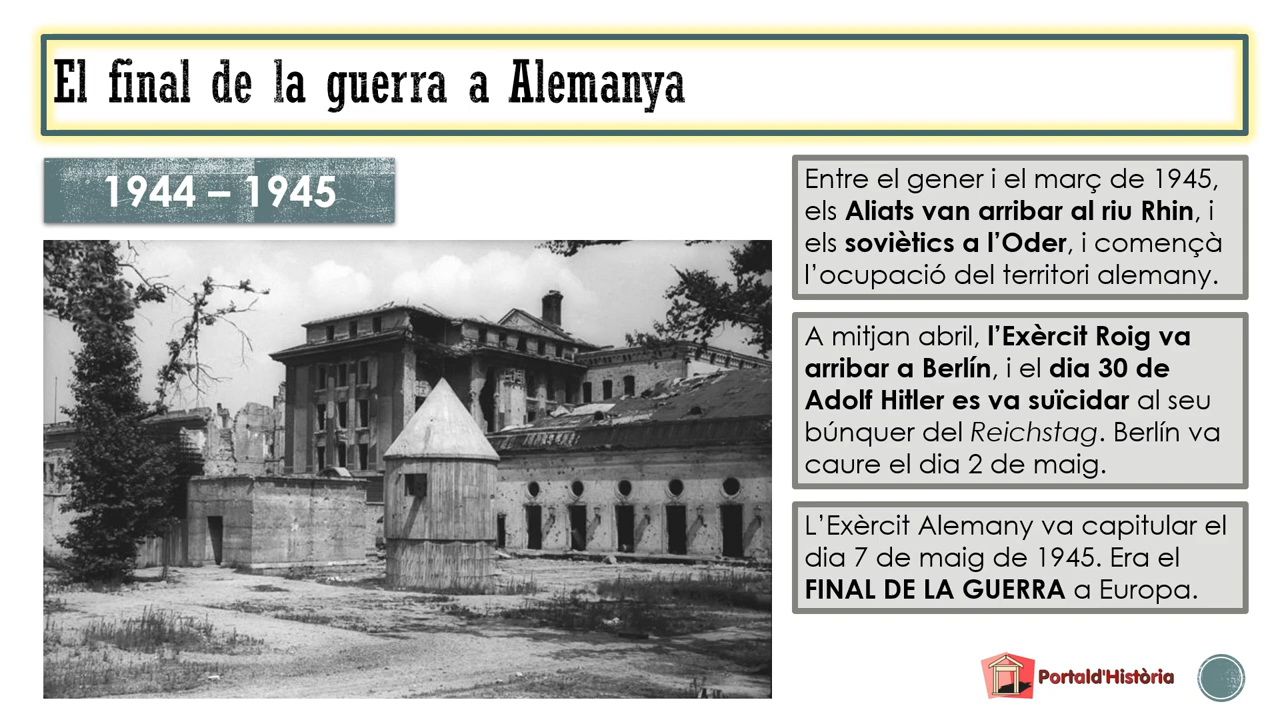 El final de la guerra a Alemanya
1944 – 1945
Entre el gener i el març de 1945,
els Aliats van arribar al riu Rhin, i
els soviètics a l’Oder, i començà
l’ocupació del territori alemany.
A mitjan abril, l’Exèrcit Roig va
arribar a Berlín, i el dia 30 de
Adolf Hitler es va suïcidar al seu
búnquer del Reichstag. Berlín va
caure el dia 2 de maig.
L’Exèrcit Alemany va capitular el
dia 7 de maig de 1945. Era el
FINAL DE LA GUERRA a Europa.
Portald'Història